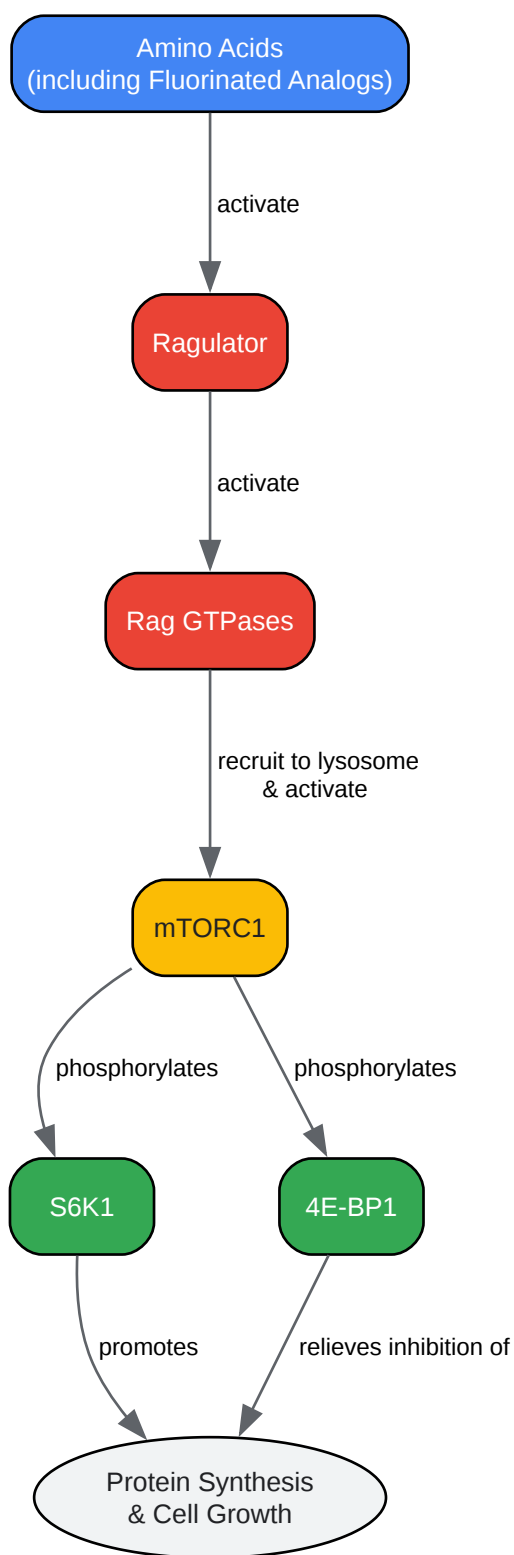 Amino Acids
(including Fluorinated Analogs)
activate
Ragulator
activate
Rag GTPases
recruit to lysosome
& activate
mTORC1
phosphorylates
phosphorylates
S6K1
4E-BP1
promotes
relieves inhibition of
Protein Synthesis
& Cell Growth